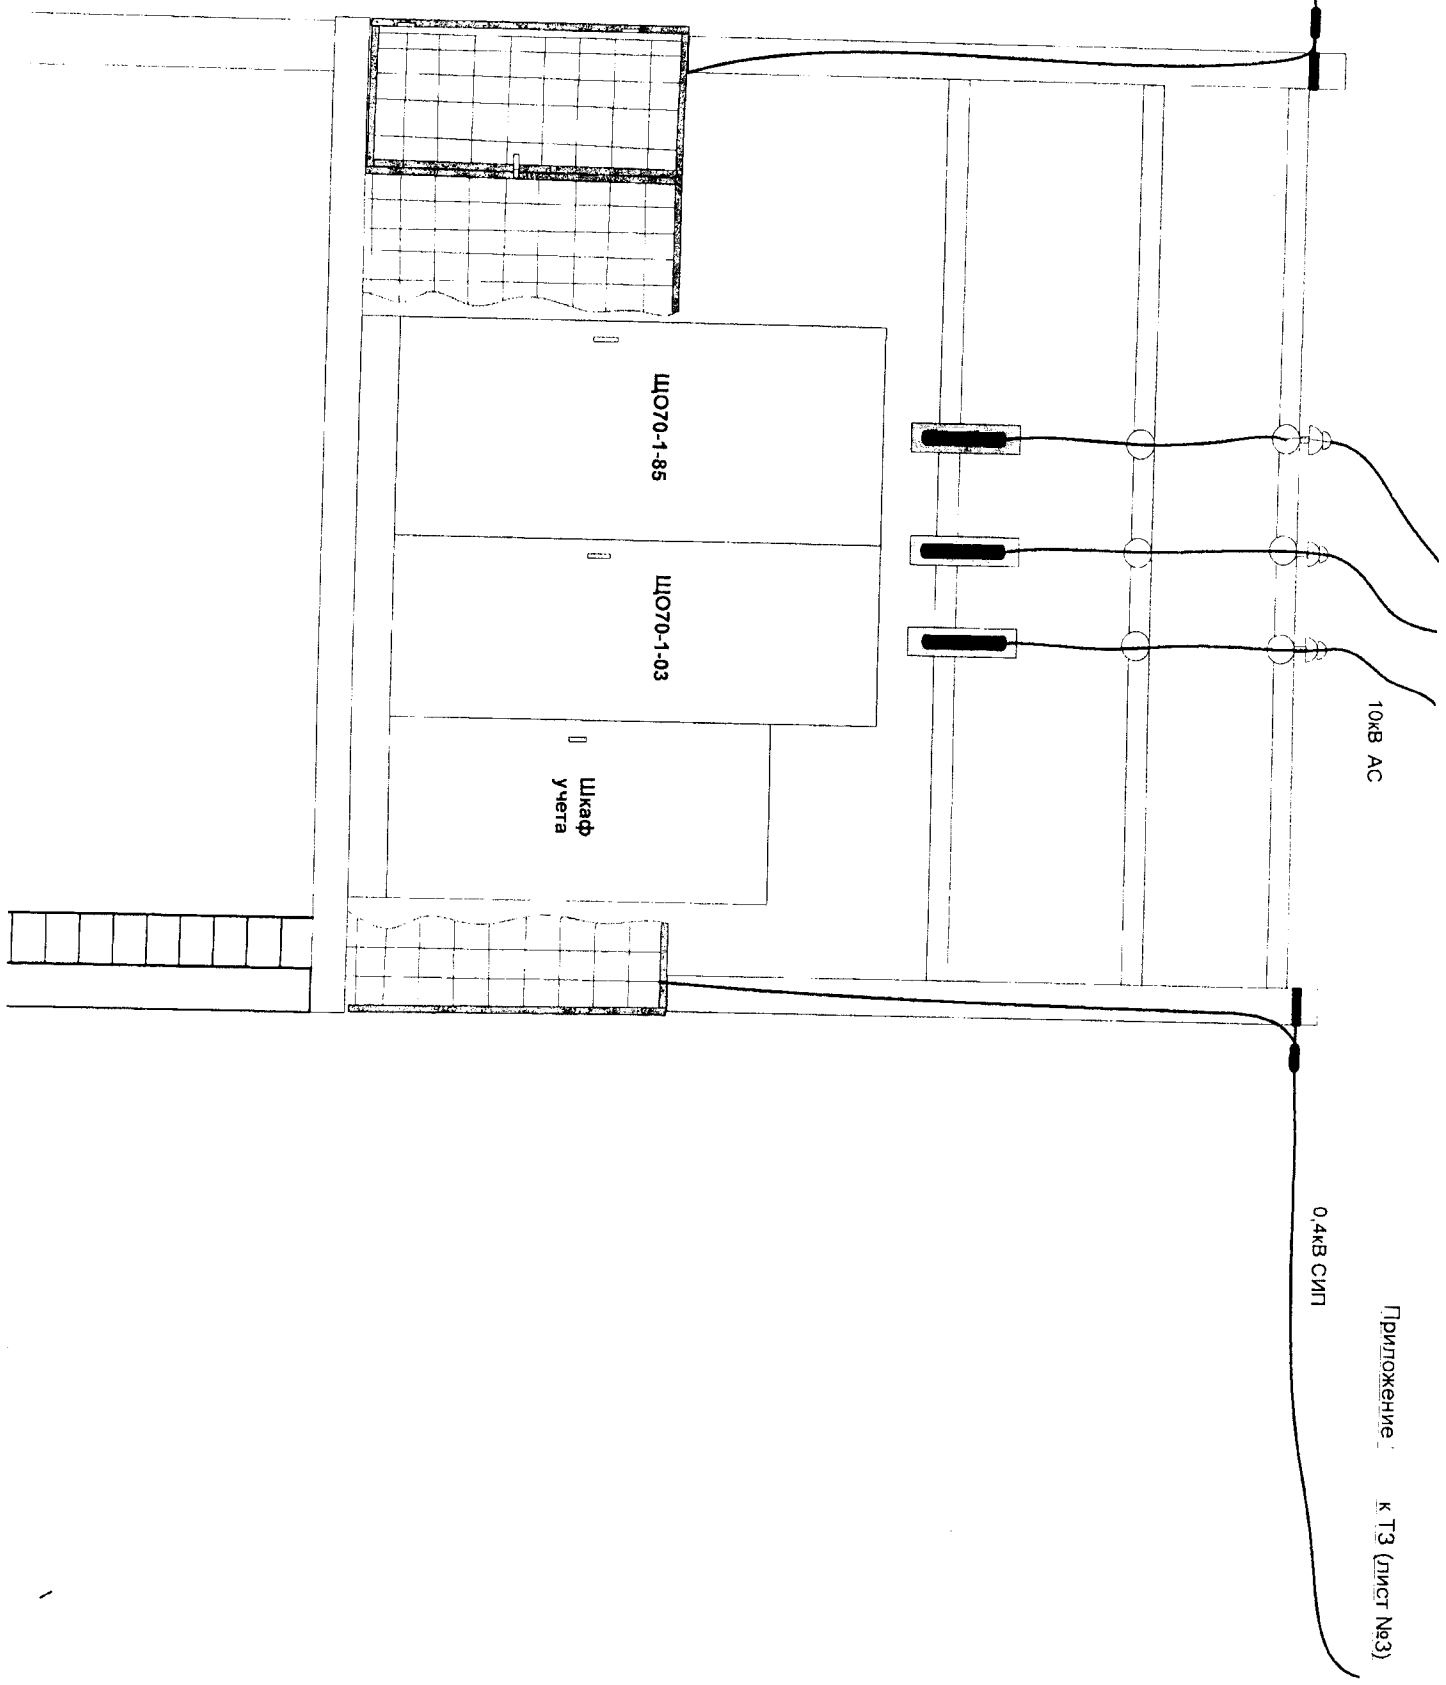 Приложение к ТЗ (лист №3)
10кВ АС
0,4кВ СИП
ЩО70-1-85
ЩО70-1-03
Шкаф
учета